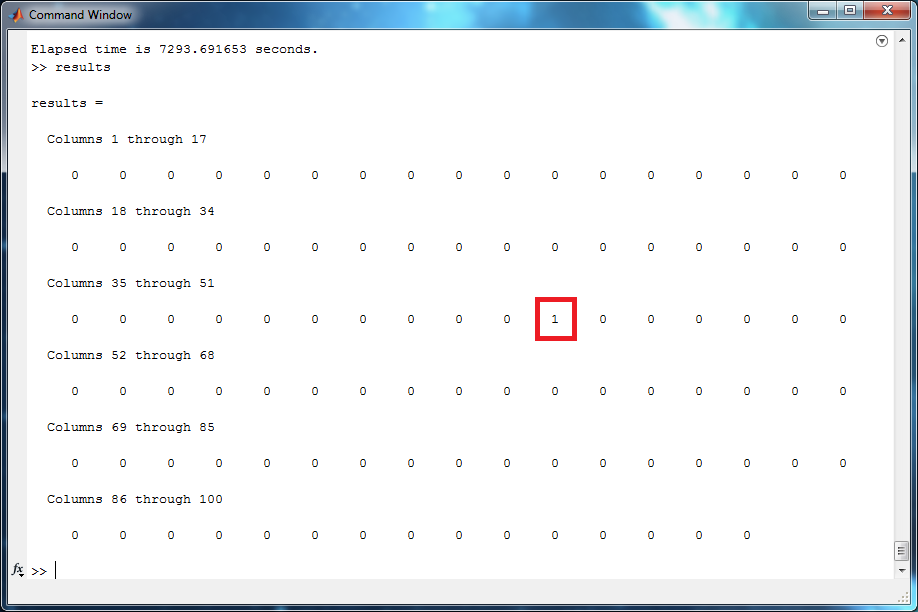 Command Window
Elapsed time is 7293.691653 seconds.
>> results
results =
Columns 1 through 17
0 0 0 0 0 0 0 0 0 0 0 0 0 0 0 0 0
Columns 18 through 34
0 0 0 0 0 0 0 0 0 0 0 0 0 0 0 0 0
Columns 35 through 51
0 0 0 0 0 0 0 0 0 0 1 0 0 0 0 0 0
Columns 52 through 68
0 0 0 0 0 0 0 0 0 0 0 0 0 0 0 0 0
Columns 69 through 85
0 0 0 0 0 0 0 0 0 0 0 0 0 0 0 0 0
Columns 86 through 100
0 0 0 0 0 0 0 0 0 0 0 0 0 0 0
fx >>